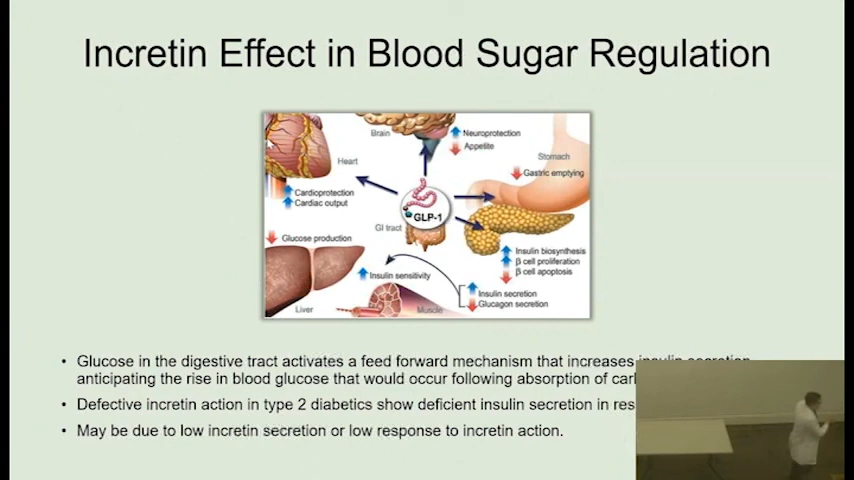 Incretin Effect in Blood Sugar Regulation
Brain
Neuroprotection
Appetite
Heart
Stomach
Gastric emptying
Cardioprotection
Cardiac output
GLP-1
GI tract
Glucose production
Insulin biosynthesis
β cell proliferation
β cell apoptosis
Insulin sensitivity
Insulin secretion
Glucagon secretion
Liver
Muscle
• Glucose in the digestive tract activates a feed forward mechanism that increases insulin secretion
anticipating the rise in blood glucose that would occur following absorption of
• Defective incretin action in type 2 diabetics show deficient insulin secretion in
• May be due to low incretin secretion or low response to incretin action.